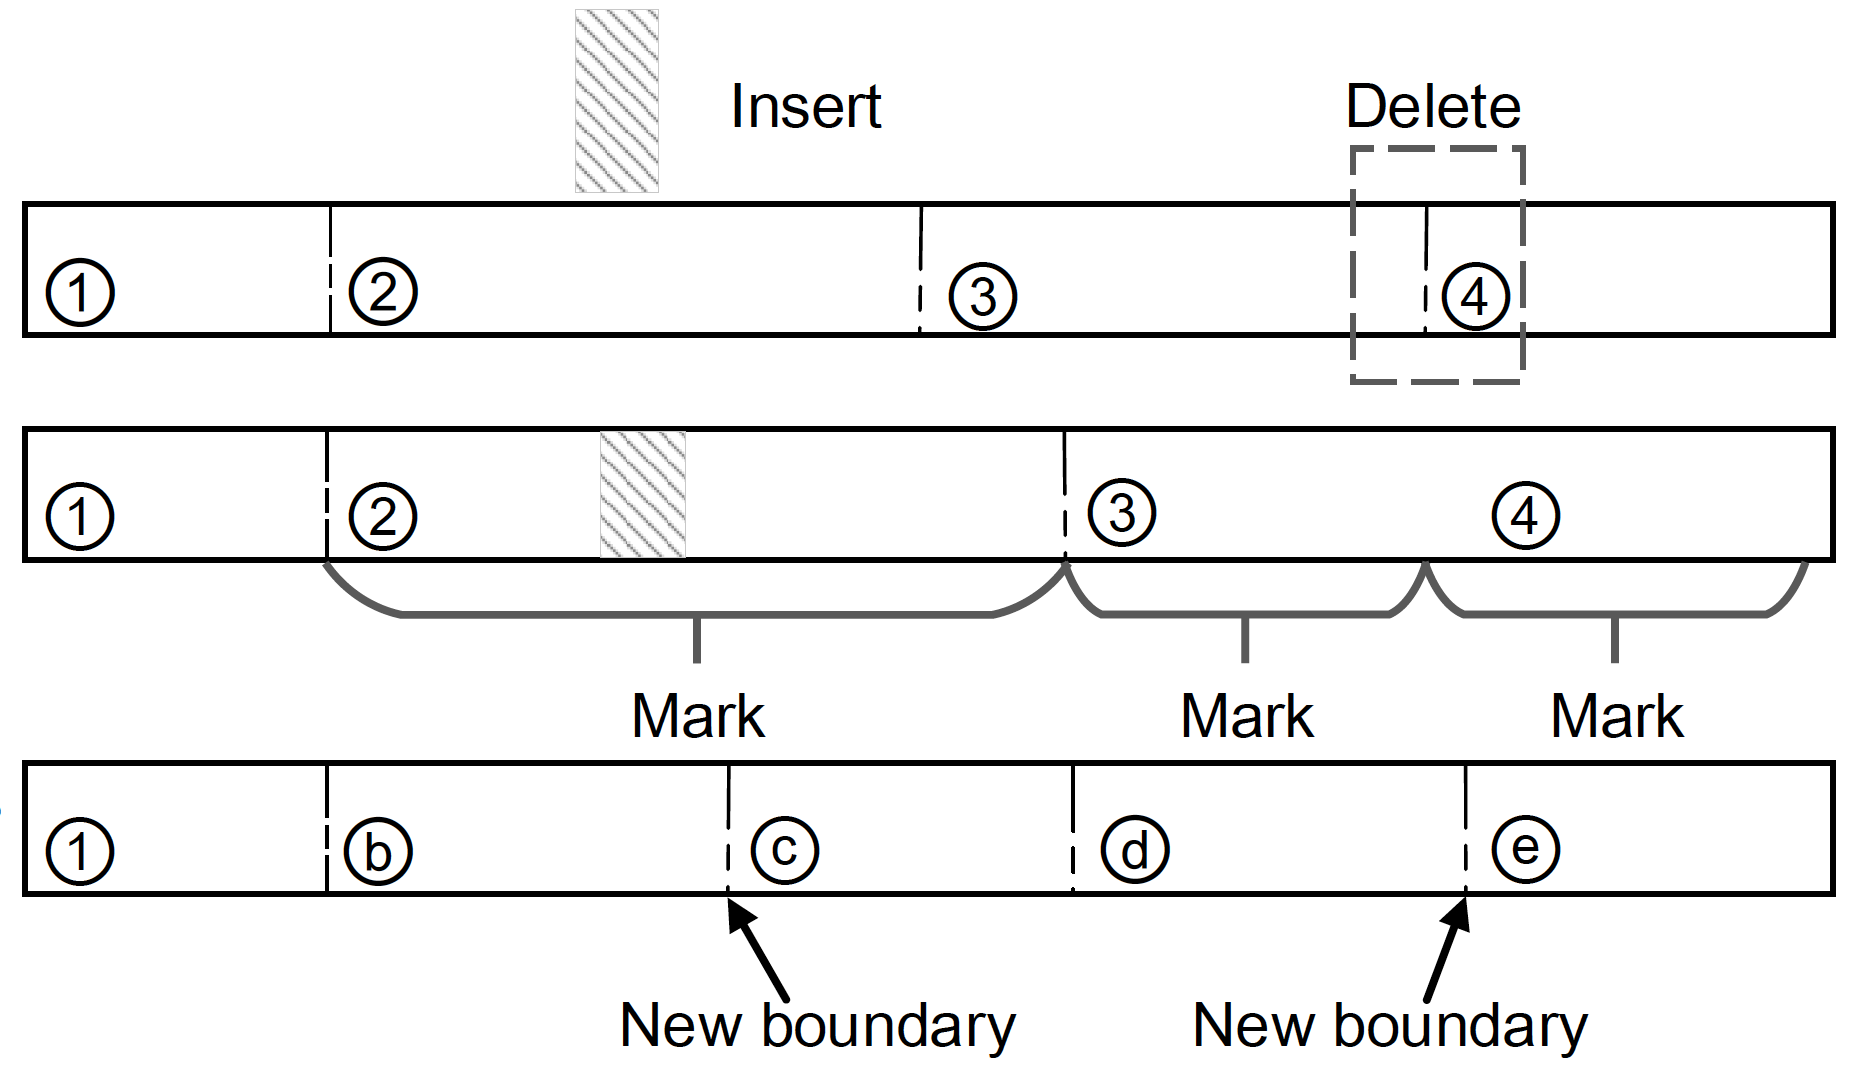 Insert
Delete
① ② ③ ④
① ② ③ ④
Mark Mark Mark
① ⓑ ⓒ ⓓ ⓔ
New boundary New boundary